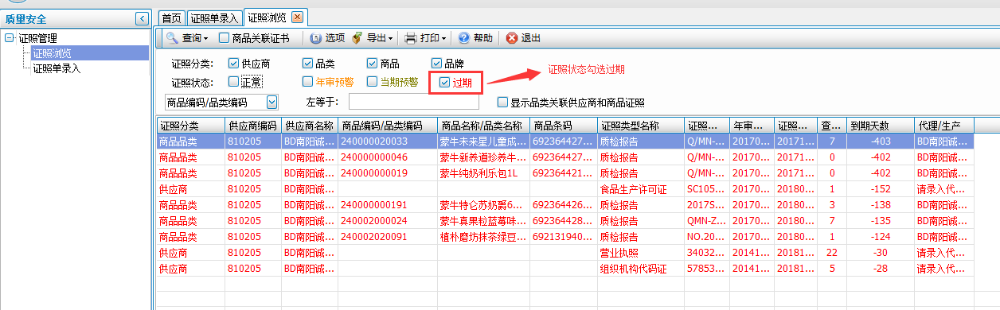 质量安全
首页 证照单录入 证照浏览
证照管理
证照浏览
证照单录入
查询 商品关联证书 选项 导出 打印 帮助 退出
证照分类： 供应商 品类 商品 品牌
证照状态勾选过期
证照状态： 正常 年审预警 当期预警 过期
商品编码/品类编码 左等于： 显示品类关联供应商和商品证照
证照分类 供应商编码 供应商名称 商品编码/品类编码 商品名称/品类名称 商品条码 证照类型名称 证照... 年审... 证照... 查... 到期天数 代理/生产
商品品类 810205 BD南阳诚... 240000020033 蒙牛未来星儿童成... 692364427... 质检报告 Q/MN-... 20170... 20171... 7 -403 BD南阳诚...
商品品类 810205 BD南阳诚... 240000000046 蒙牛新养道珍养牛... 692364427... 质检报告 Q/MN... 20170... 20171... 0 -402 BD南阳诚...
商品品类 810205 BD南阳诚... 240000000019 蒙牛纯奶利乐包1L 692364421... 质检报告 Q/MN... 20170... 20171... 0 -402 BD南阳诚...
供应商 810205 BD南阳诚... 食品生产许可证 SC105... 20170... 20180... 1 -152 请录入代...
商品品类 810205 BD南阳诚... 240000000191 蒙牛特仑苏奶爵6... 692364426... 质检报告 2017S... 20170... 20180... 3 -138 BD南阳诚...
商品品类 810205 BD南阳诚... 240002000024 蒙牛真果粒蓝莓味... 692364428... 质检报告 QMN-Z... 20170... 20180... 7 -135 BD南阳诚...
商品品类 810205 BD南阳诚... 240002020091 植朴磨坊抹茶绿豆... 692131940... 质检报告 NO.20... 20170... 20180... 1 -124 BD南阳诚...
供应商 810205 BD南阳诚... 营业执照 34032... 20141... 20181... 22 -30 请录入代...
供应商 810205 BD南阳诚... 组织机构代码证 57853... 20141... 20181... 5 -28 请录入代...